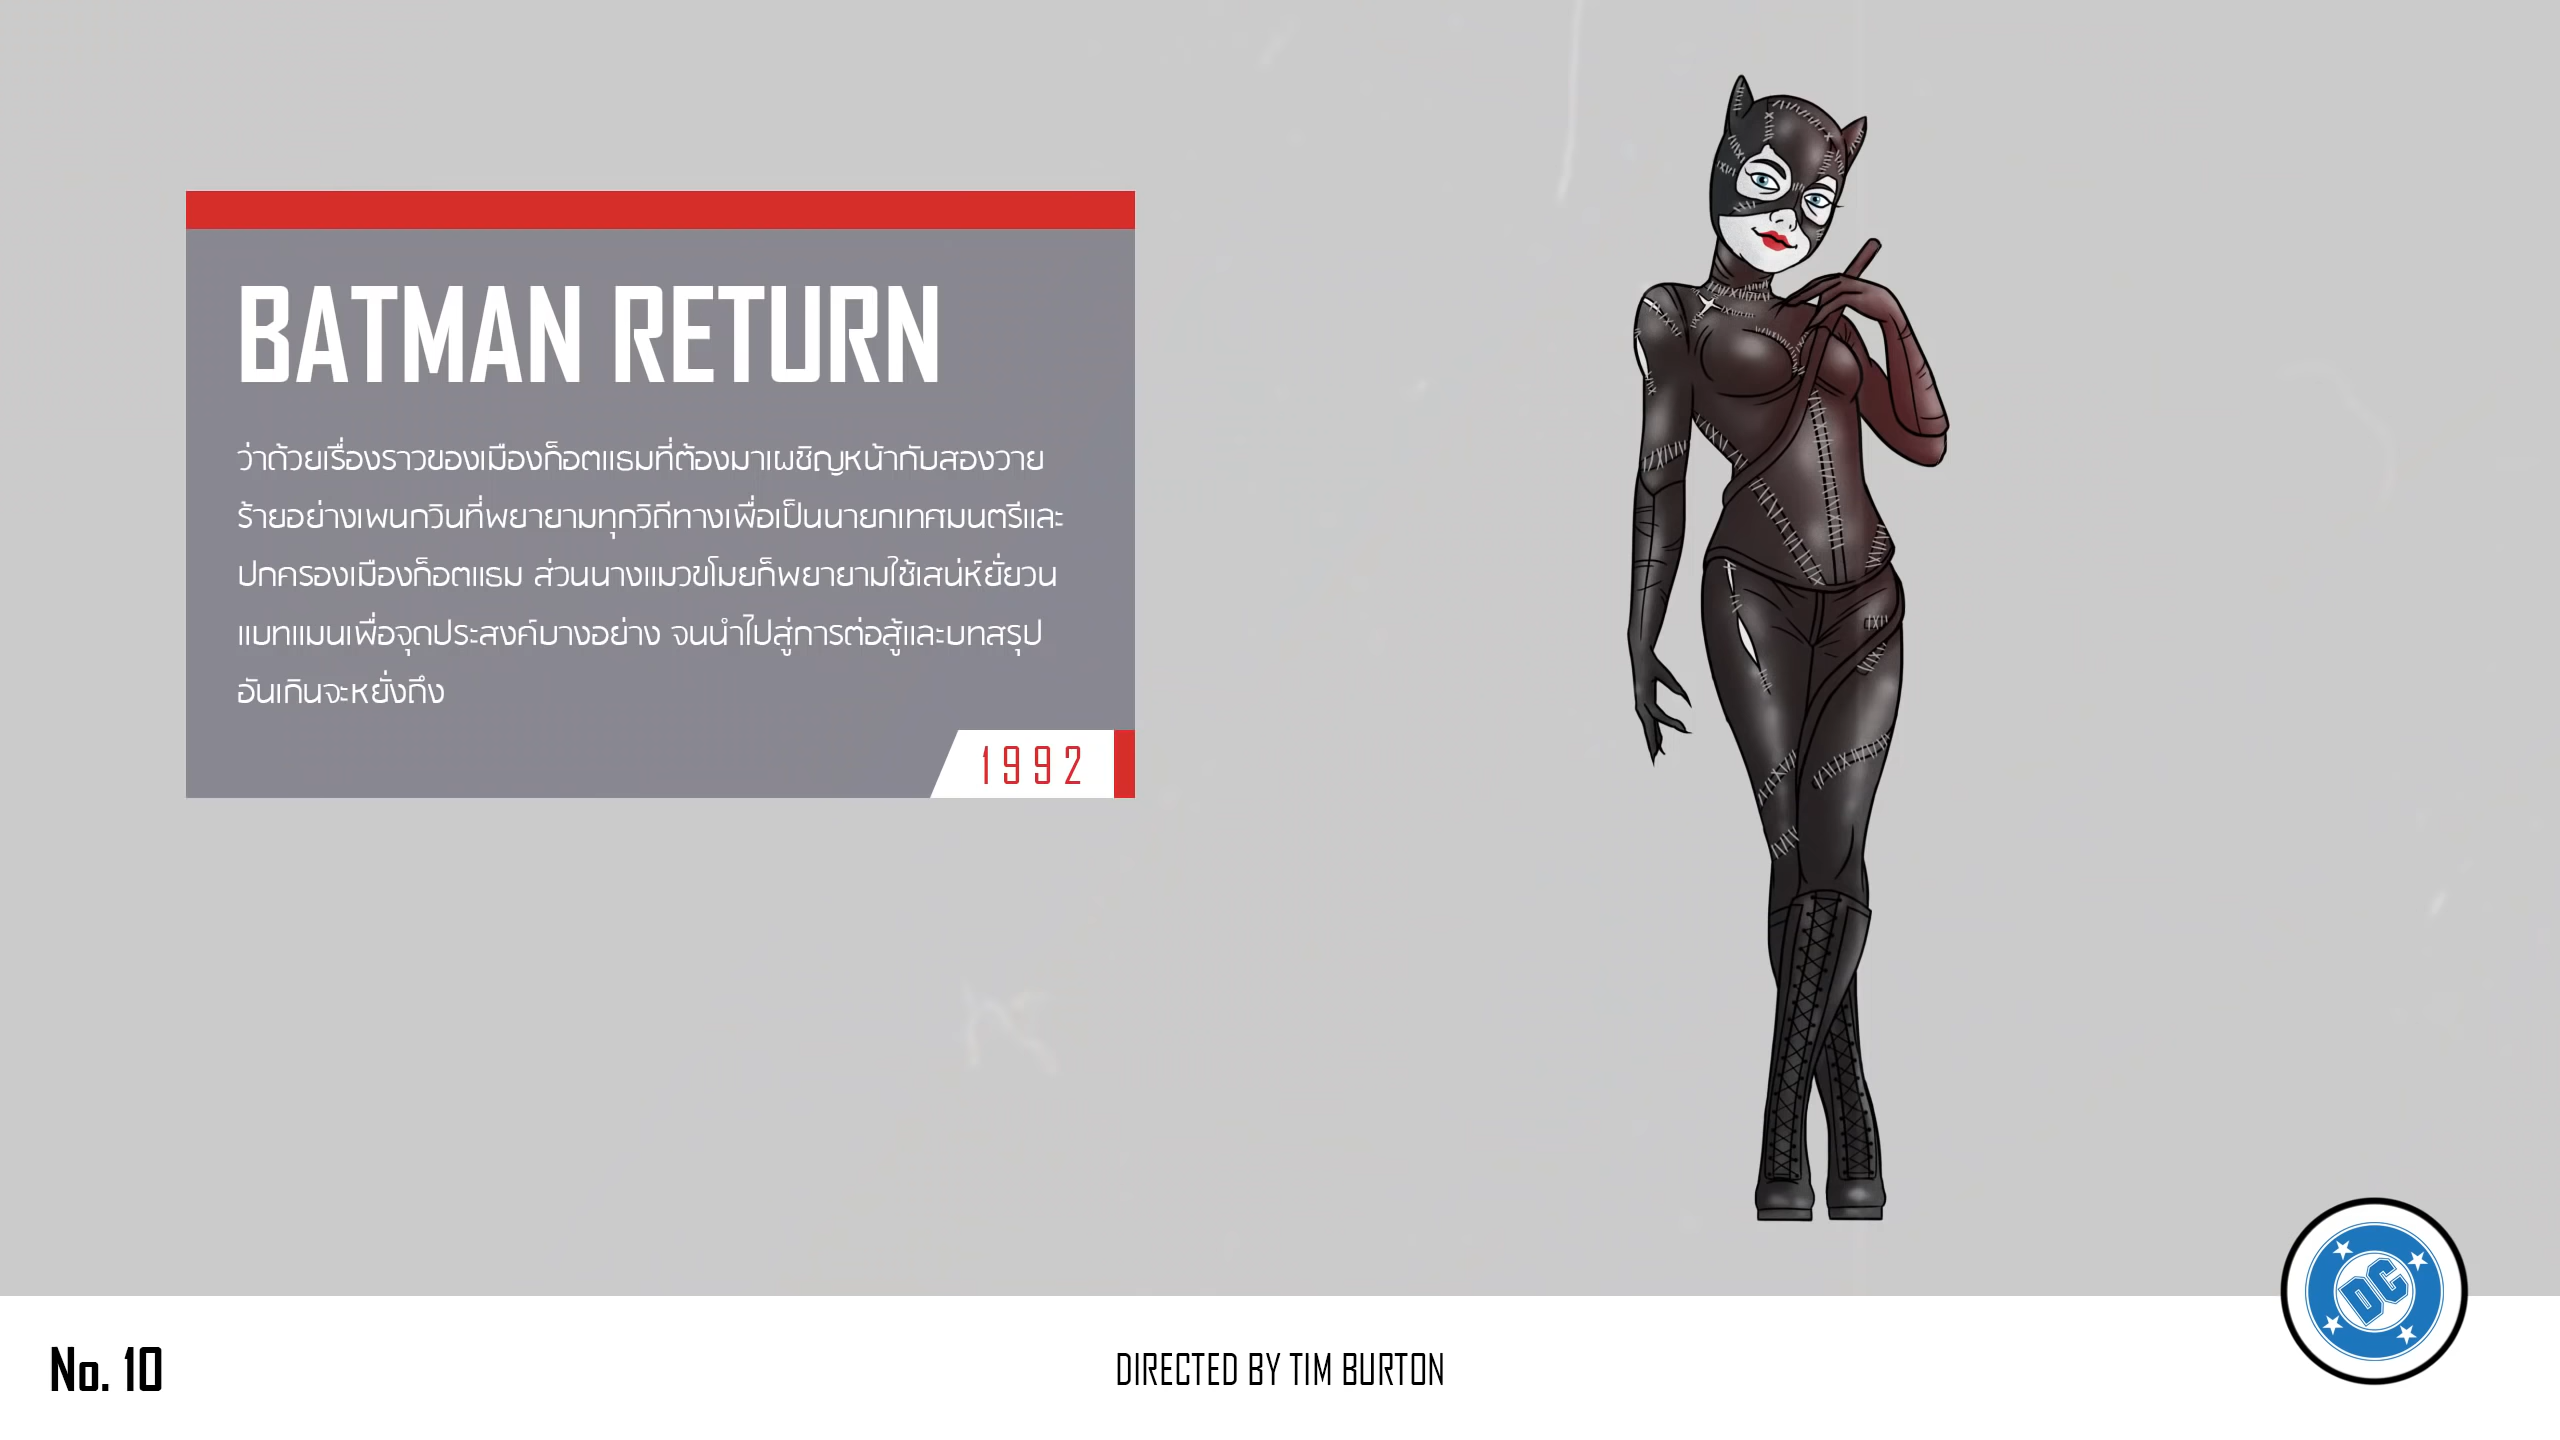 BATMAN RETURN
ว่าด้วยเรื่องราวของเมืองก็อตแธมที่ต้องมาเผชิญหน้ากับสองวาย
ร้ายอย่างเพนกวินที่พยายามทุกวิถีทางเพื่อเป็นนายกเทศมนตรีและ
ปกครองเมืองก็อตแธม ส่วนนางแมวขโมยก็พยายามใช้เสน่ห์ยั่ยวน
แบทแมนเพื่อจุดประสงค์บางอย่าง จนนำไปสู่การต่อสู้และบทสรุป
อันเกินจะหยั่งถึง
1992
DC
No. 10
DIRECTED BY TIM BURTON